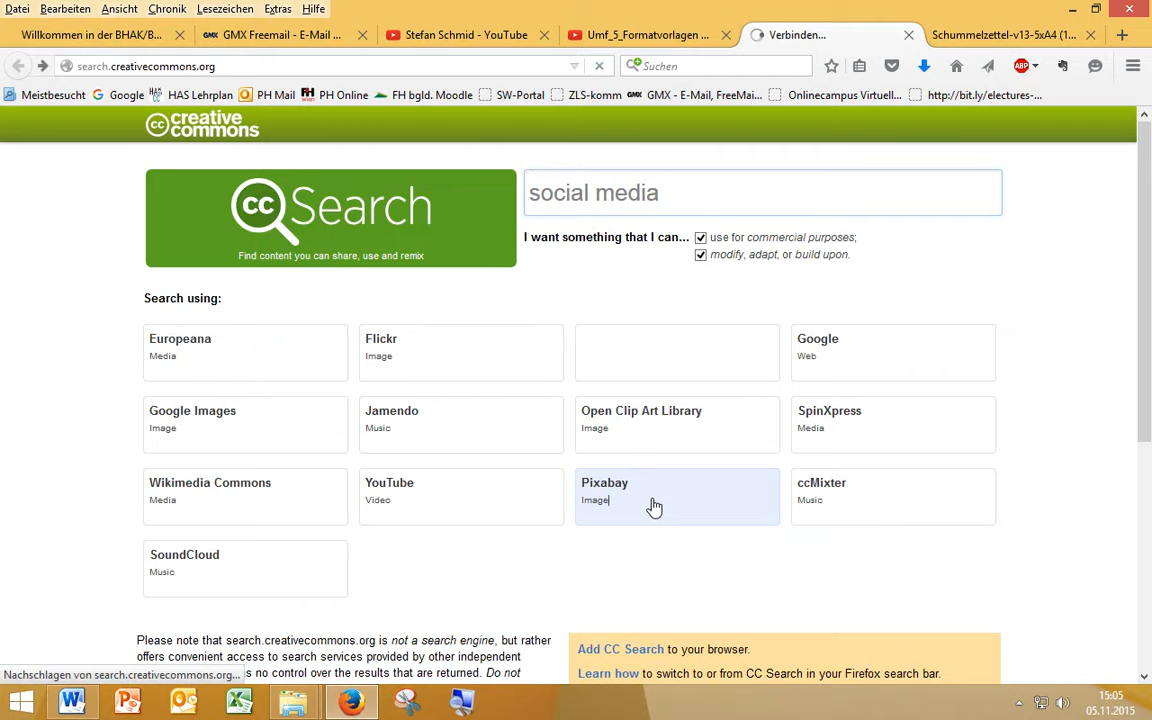 Datei Bearbeiten Ansicht Chronik Lesezeichen Extras Hilfe
Willkommen in der BHAK/B... GMX Freemail - E-Mail ... Stefan Schmid - YouTube Umf_5_Formatvorlagen ... Verbinden... Schummelzettel-v13-5xA4 (1...
search.creativecommons.org Suchen
Meistbesucht Google HAS Lehrplan PH Mail PH Online FH bgld. Moodle SW-Portal ZLS-komm GMX - E-Mail, FreeMai... Onlinecampus Virtuell... http://bit.ly/electures-...
cc creative commons
cc Search
Find content you can share, use and remix
social media
I want something that I can... use for commercial purposes;
modify, adapt, or build upon.
Search using:
Europeana Flickr Google
Media Image Web
Google Images Jamendo Open Clip Art Library SpinXpress
Image Music Image Media
Wikimedia Commons YouTube Pixabay ccMixter
Media Video Image Music
SoundCloud
Music
Please note that search.creativecommons.org is not a search engine, but rather
offers convenient access to search services provided by other independent
s no control over the results that are returned. Do not
Add CC Search to your browser.
Learn how to switch to or from CC Search in your Firefox search bar.
Nachschlagen von search.creativecommons.org...
15:05
05.11.2015